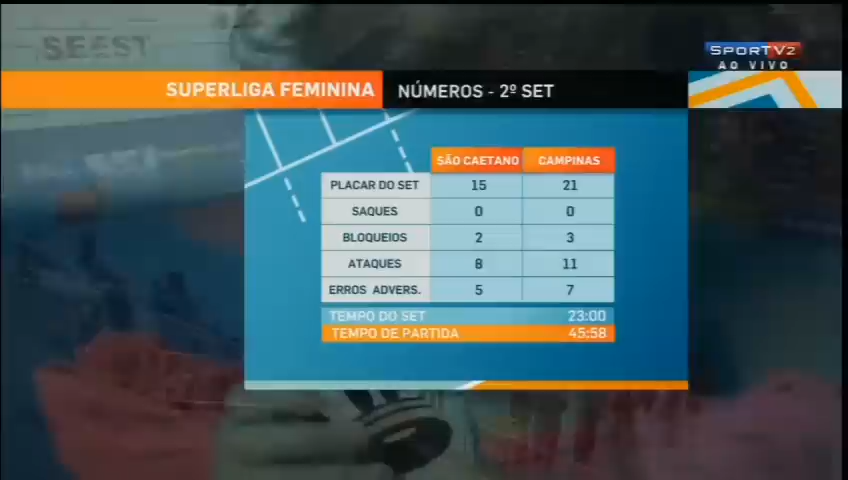 SEEST
SPORTV2
AO VIVO
SUPERLIGA FEMININA
NÚMEROS - 2º SET
SÃO CAETANO CAMPINAS
PLACAR DO SET 15 21
SAQUES 0 0
BLOQUEIOS 2 3
ATAQUES 8 11
ERROS ADVERS. 5 7
TEMPO DO SET 23:00
TEMPO DE PARTIDA 45:58